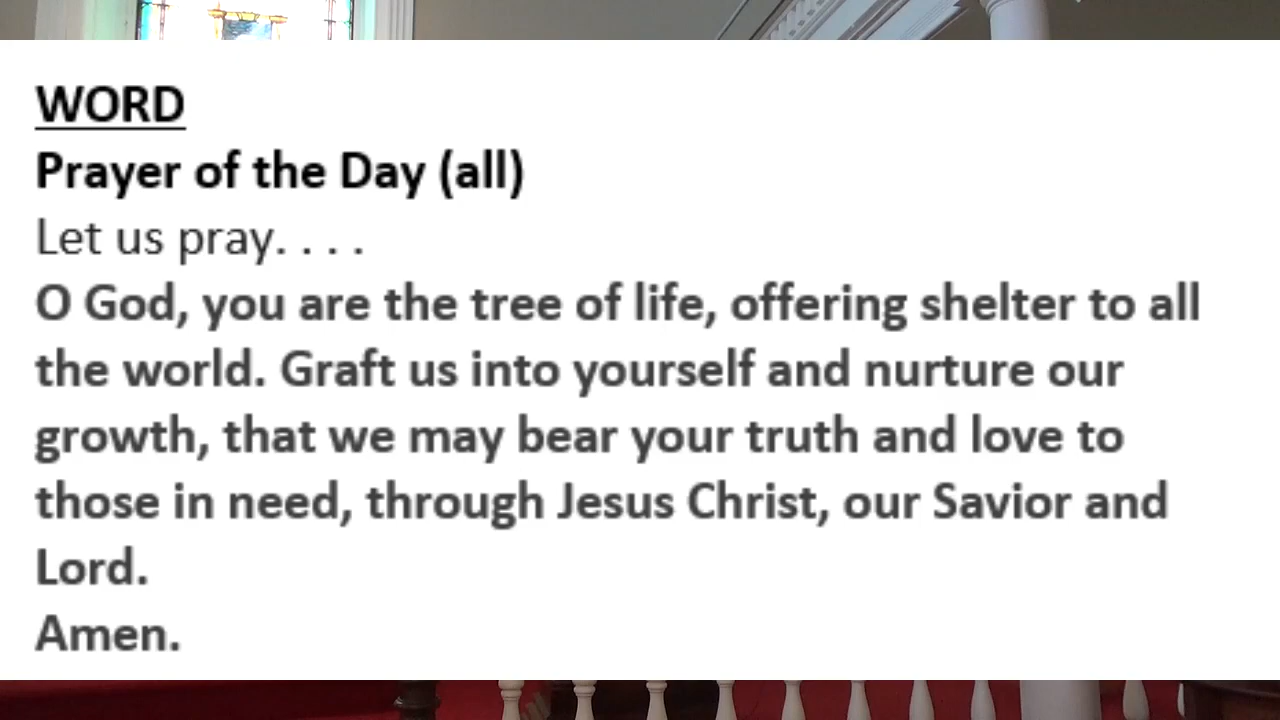 WORD
Prayer of the Day (all)
Let us pray. . . .
O God, you are the tree of life, offering shelter to all
the world. Graft us into yourself and nurture our
growth, that we may bear your truth and love to
those in need, through Jesus Christ, our Savior and
Lord.
Amen.